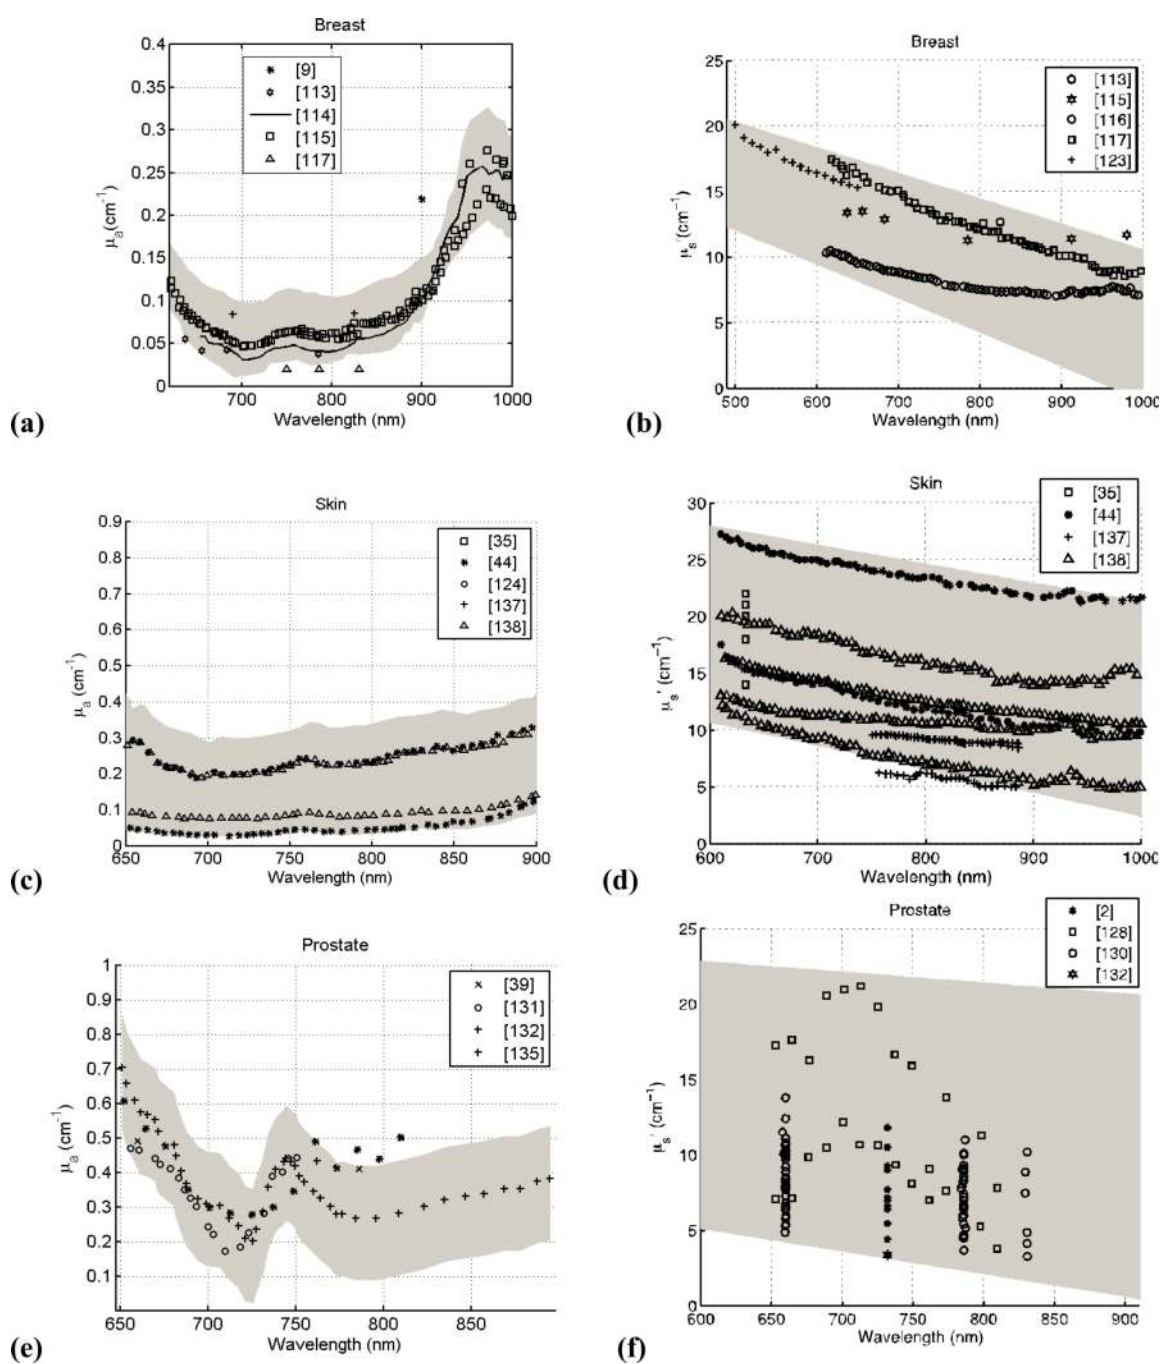 Breast
0.4
0.35
0.3
0.25
0.2
0.15
0.1
0.05
0
[9]
[113]
[114]
[115]
[117]
700 800 900 1000
μa(cm-1)
Wavelength (nm)
(a)
Breast
25
20
15
10
5
0
[113]
[115]
[116]
[117]
[123]
500 600 700 800 900 1000
μs'(cm-1)
Wavelength (nm)
(b)
Skin
0.9
0.8
0.7
0.6
0.5
0.4
0.3
0.2
0.1
0
[35]
[44]
[124]
[137]
[138]
650 700 750 800 850 900
μa (cm-1)
Wavelength (nm)
(c)
Skin
30
25
20
15
10
5
0
[35]
[44]
[137]
[138]
600 700 800 900 1000
μs' (cm-1)
Wavelength (nm)
(d)
Prostate
1
0.9
0.8
0.7
0.6
0.5
0.4
0.3
0.2
0.1
[39]
[131]
[132]
[135]
650 700 750 800 850
μa (cm-1)
Wavelength (nm)
(e)
Prostate
25
20
15
10
5
0
[2]
[128]
[130]
[132]
600 650 700 750 800 850 900
μs' (cm-1)
Wavelength (nm)
(f)